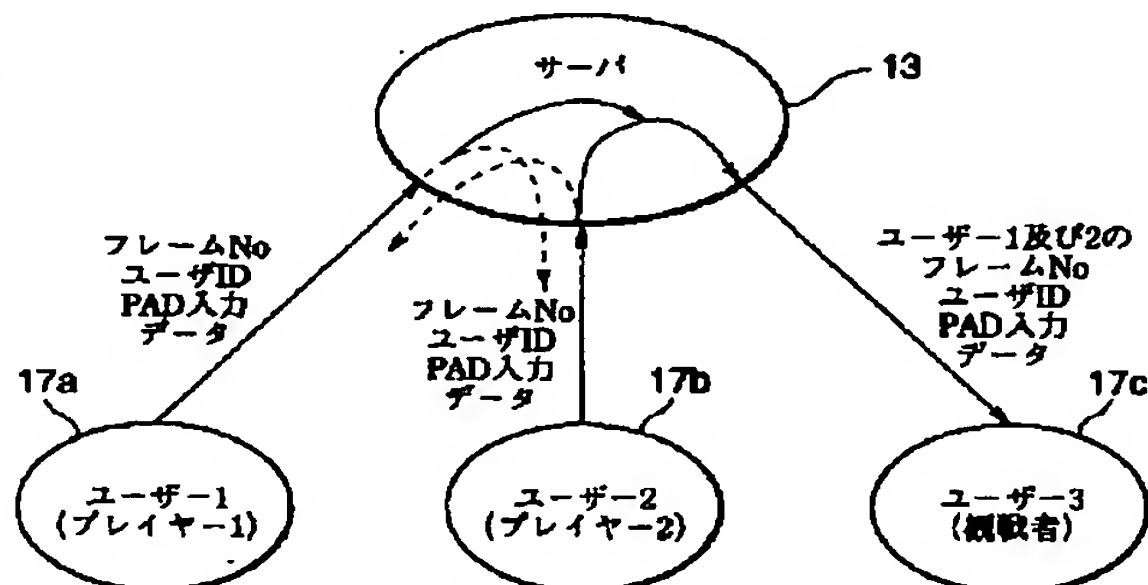 サーバ
13
フレームNo
ユーザID
PAD入力
データ
フレームNo
ユーザID
PAD入力
データ
ユーザー1及び2の
フレームNo
ユーザID
PAD入力
データ
17a
17b
17c
ユーザー1
(プレイヤー1)
ユーザー2
(プレイヤー2)
ユーザー3
(観戦者)